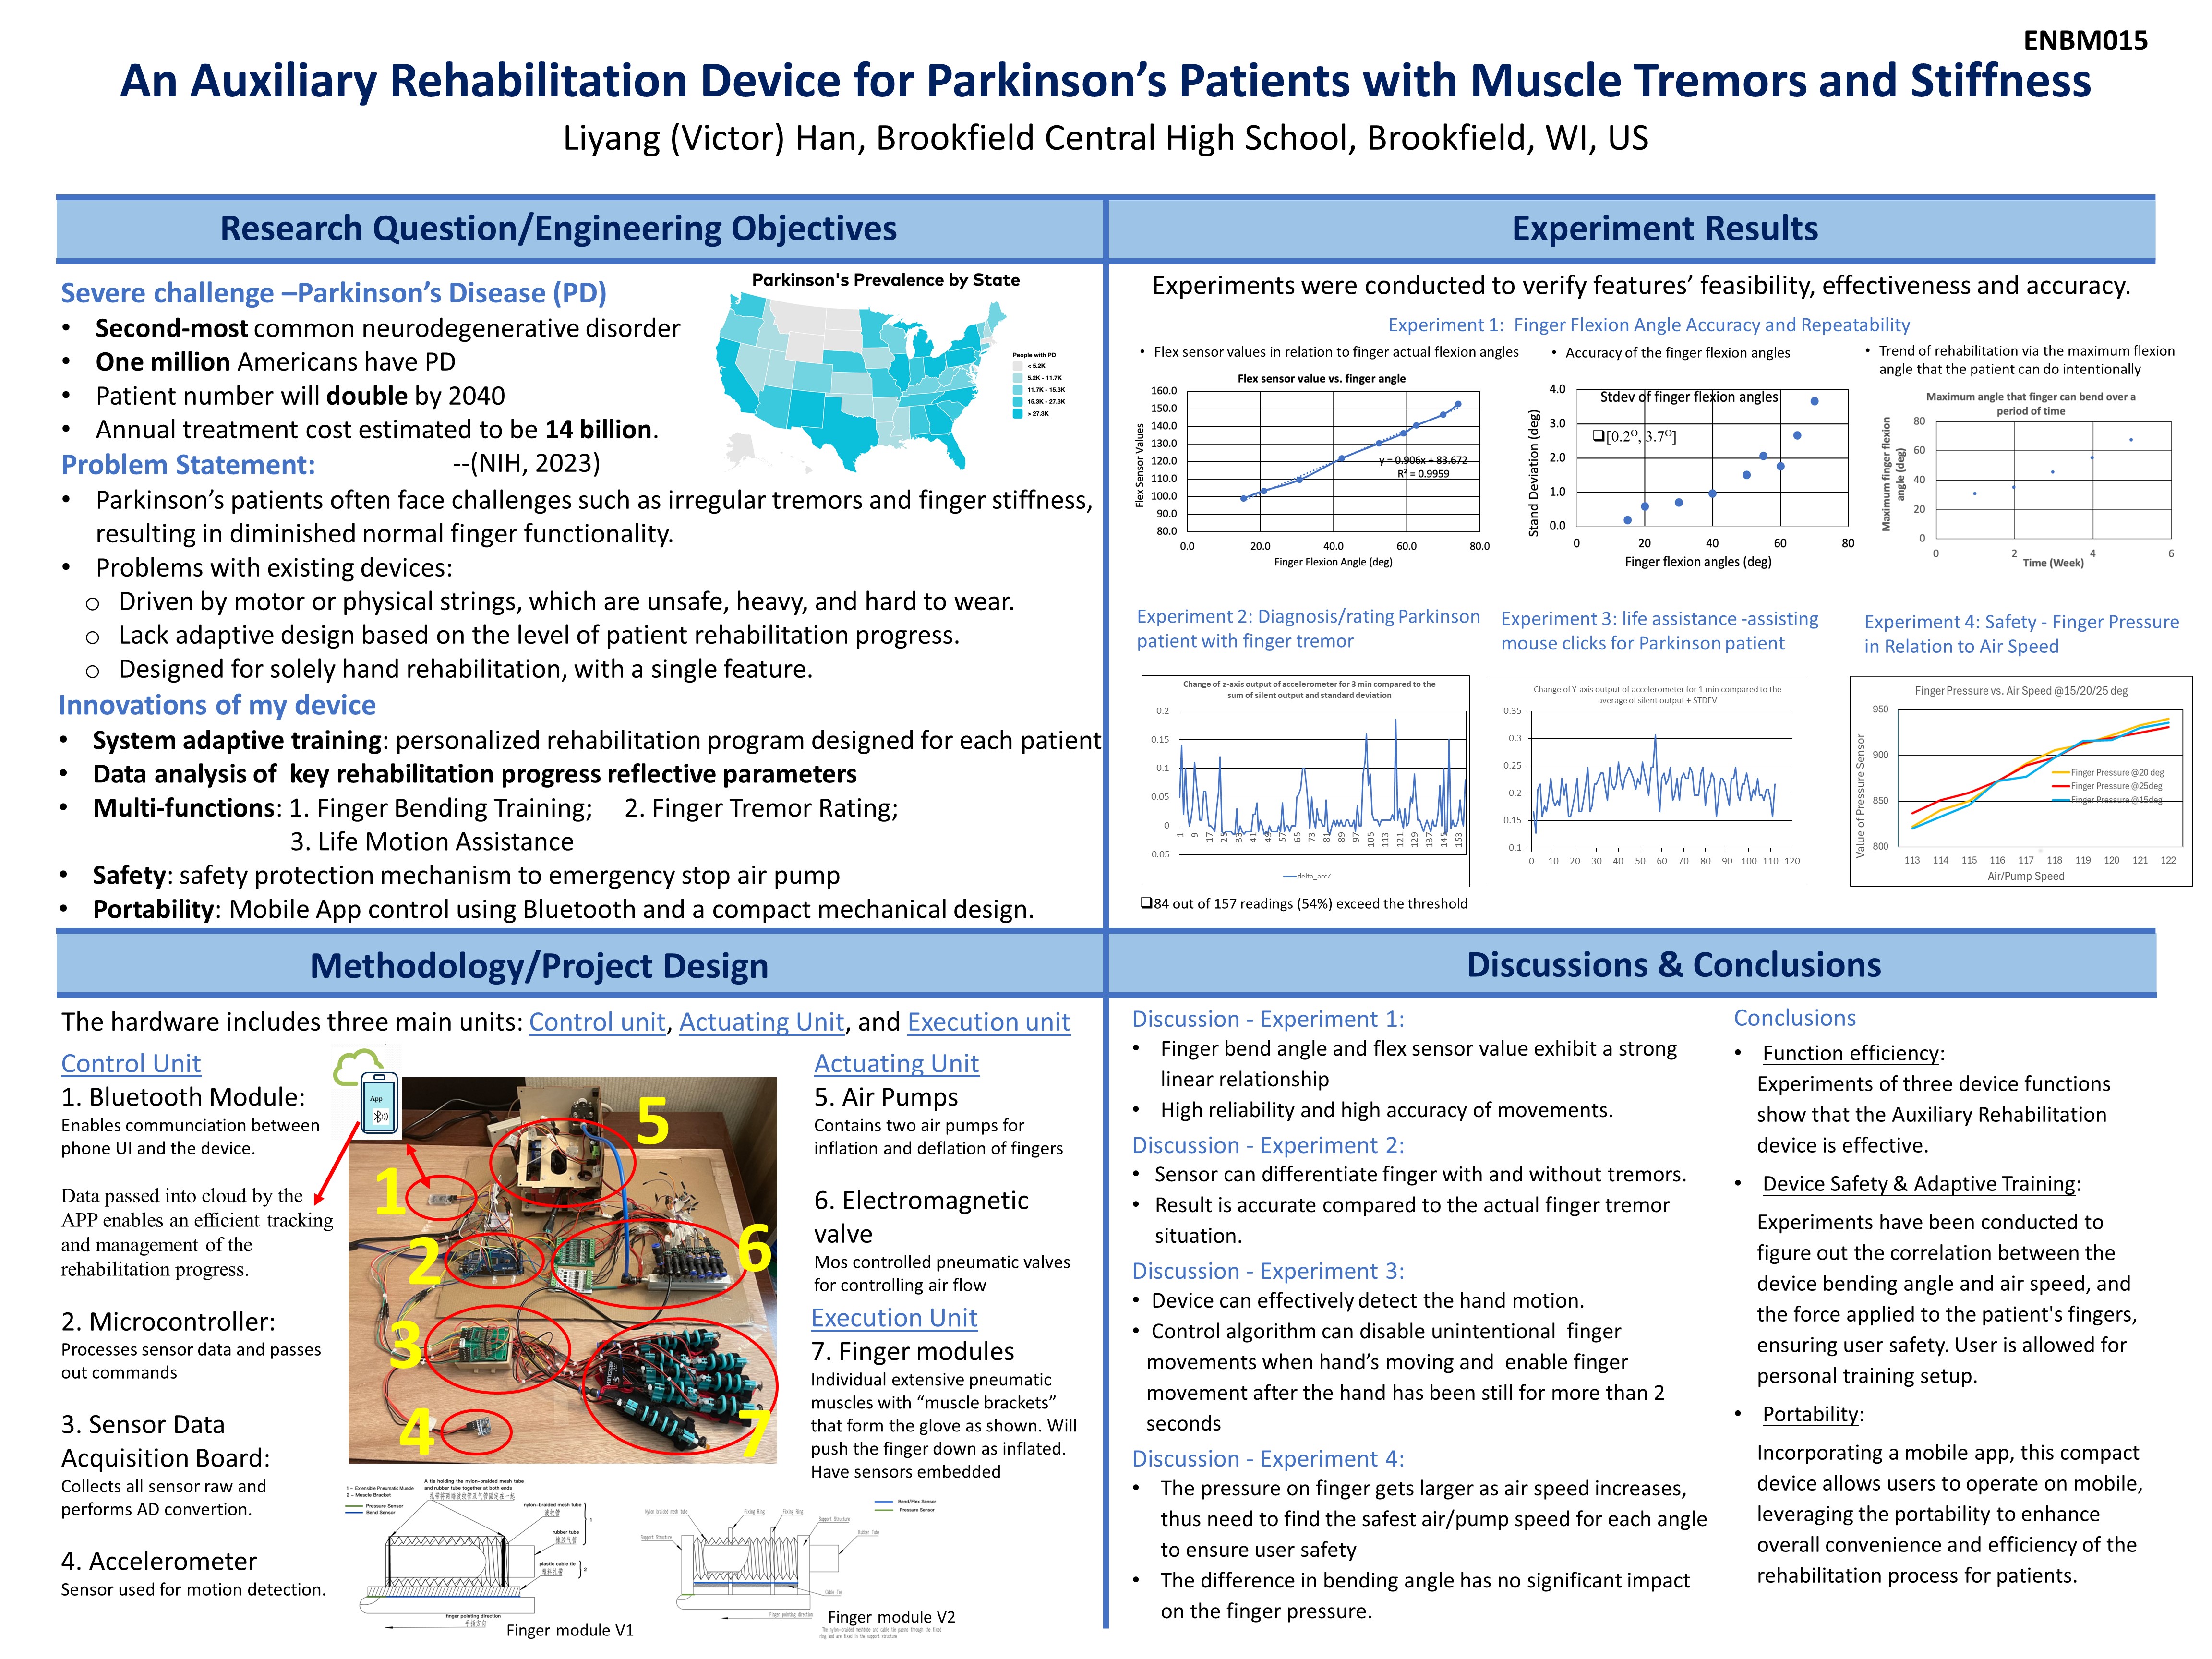 ENBM015
An Auxiliary Rehabilitation Device for Parkinson’s Patients with Muscle Tremors and Stiffness
Liyang (Victor) Han, Brookfield Central High School, Brookfield, WI, US
Research Question/Engineering Objectives
Severe challenge –Parkinson’s Disease (PD)
• Second-most common neurodegenerative disorder
• One million Americans have PD
• Patient number will double by 2040
• Annual treatment cost estimated to be 14 billion.
--(NIH, 2023)
Parkinson's Prevalence by State
People with PD
< 5.2K
5.2K - 11.7K
11.7K - 15.3K
15.3K - 27.3K
> 27.3K
Problem Statement:
• Parkinson’s patients often face challenges such as irregular tremors and finger stiffness,
resulting in diminished normal finger functionality.
• Problems with existing devices:
o Driven by motor or physical strings, which are unsafe, heavy, and hard to wear.
o Lack adaptive design based on the level of patient rehabilitation progress.
o Designed for solely hand rehabilitation, with a single feature.
Innovations of my device
• System adaptive training: personalized rehabilitation program designed for each patient
• Data analysis of key rehabilitation progress reflective parameters
• Multi-functions: 1. Finger Bending Training; 2. Finger Tremor Rating;
3. Life Motion Assistance
• Safety: safety protection mechanism to emergency stop air pump
• Portability: Mobile App control using Bluetooth and a compact mechanical design.
Experiment Results
Experiments were conducted to verify features’ feasibility, effectiveness and accuracy.
Experiment 1: Finger Flexion Angle Accuracy and Repeatability
• Flex sensor values in relation to finger actual flexion angles
Flex sensor value vs. finger angle
160.0
150.0
140.0
130.0
120.0
110.0
100.0
90.0
80.0
Flex Sensor Values
y = 0.906x + 83.672
R² = 0.9959
0.0 20.0 40.0 60.0 80.0
Finger Flexion Angle (deg)
• Accuracy of the finger flexion angles
Stdev of finger flexion angles
❑[0.2°, 3.7°]
4.0
3.0
2.0
1.0
0.0
Stand Deviation (deg)
0 20 40 60 80
Finger flexion angles (deg)
• Trend of rehabilitation via the maximum flexion
angle that the patient can do intentionally
Maximum angle that finger can bend over a
period of time
80
60
40
20
0
Maximum finger flexion
angle (deg)
0 2 4 6
Time (Week)
Experiment 2: Diagnosis/rating Parkinson
patient with finger tremor
Change of z-axis output of accelerometer for 3 min compared to the
sum of silent output and standard deviation
0.2
0.15
0.1
0.05
0
-0.05
1 9 17 25 33 41 49 57 65 73 81 89 97 105 113 121 129 137 145 153
delta_accZ
❑84 out of 157 readings (54%) exceed the threshold
Experiment 3: life assistance -assisting
mouse clicks for Parkinson patient
Change of Y-axis output of accelerometer for 1 min compared to the
average of silent output + STDEV
0.35
0.3
0.25
0.2
0.15
0.1
0 10 20 30 40 50 60 70 80 90 100 110 120
Experiment 4: Safety - Finger Pressure
in Relation to Air Speed
Finger Pressure vs. Air Speed @15/20/25 deg
950
900
850
800
Value of Pressure Sensor
Finger Pressure @20 deg
Finger Pressure @25deg
Finger Pressure @15deg
113 114 115 116 117 118 119 120 121 122
Air/Pump Speed
Methodology/Project Design
The hardware includes three main units: Control unit, Actuating Unit, and Execution unit
Control Unit
1. Bluetooth Module:
Enables communciation between
phone UI and the device.
Data passed into cloud by the
APP enables an efficient tracking
and management of the
rehabilitation progress.
2. Microcontroller:
Processes sensor data and passes
out commands
3. Sensor Data
Acquisition Board:
Collects all sensor raw and
performs AD convertion.
4. Accelerometer
Sensor used for motion detection.
App
1
2
3
4
5
6
7
Actuating Unit
5. Air Pumps
Contains two air pumps for
inflation and deflation of fingers
6. Electromagnetic
valve
Mos controlled pneumatic valves
for controlling air flow
Execution Unit
7. Finger modules
Individual extensive pneumatic
muscles with “muscle brackets”
that form the glove as shown. Will
push the finger down as inflated.
Have sensors embedded
1 – Extensible Pneumatic Muscle
2 – Muscle Bracket
Pressure Sensor
Bend Sensor
A tie holding the nylon-braided mesh tube
and rubber tube together at both ends
nylon-braided mesh tube
波纹管
1
rubber tube
橡胶气管
plastic cable tie
塑料扎带
2
finger pointing direction
手指方向
Finger module V1
Bend/Flex Sensor
Pressure Sensor
Nylon braided mesh tube
Fixing Ring
Fixing Ring
Support Structure
Support Structure
Rubber Tube
Cable Tie
Finger pointing direction
Finger module V2
Discussions & Conclusions
Discussion - Experiment 1:
• Finger bend angle and flex sensor value exhibit a strong
linear relationship
• High reliability and high accuracy of movements.
Discussion - Experiment 2:
• Sensor can differentiate finger with and without tremors.
• Result is accurate compared to the actual finger tremor
situation.
Discussion - Experiment 3:
• Device can effectively detect the hand motion.
• Control algorithm can disable unintentional finger
movements when hand’s moving and enable finger
movement after the hand has been still for more than 2
seconds
Discussion - Experiment 4:
• The pressure on finger gets larger as air speed increases,
thus need to find the safest air/pump speed for each angle
to ensure user safety
• The difference in bending angle has no significant impact
on the finger pressure.
Conclusions
• Function efficiency:
Experiments of three device functions
show that the Auxiliary Rehabilitation
device is effective.
• Device Safety & Adaptive Training:
Experiments have been conducted to
figure out the correlation between the
device bending angle and air speed, and
the force applied to the patient's fingers,
ensuring user safety. User is allowed for
personal training setup.
• Portability:
Incorporating a mobile app, this compact
device allows users to operate on mobile,
leveraging the portability to enhance
overall convenience and efficiency of the
rehabilitation process for patients.